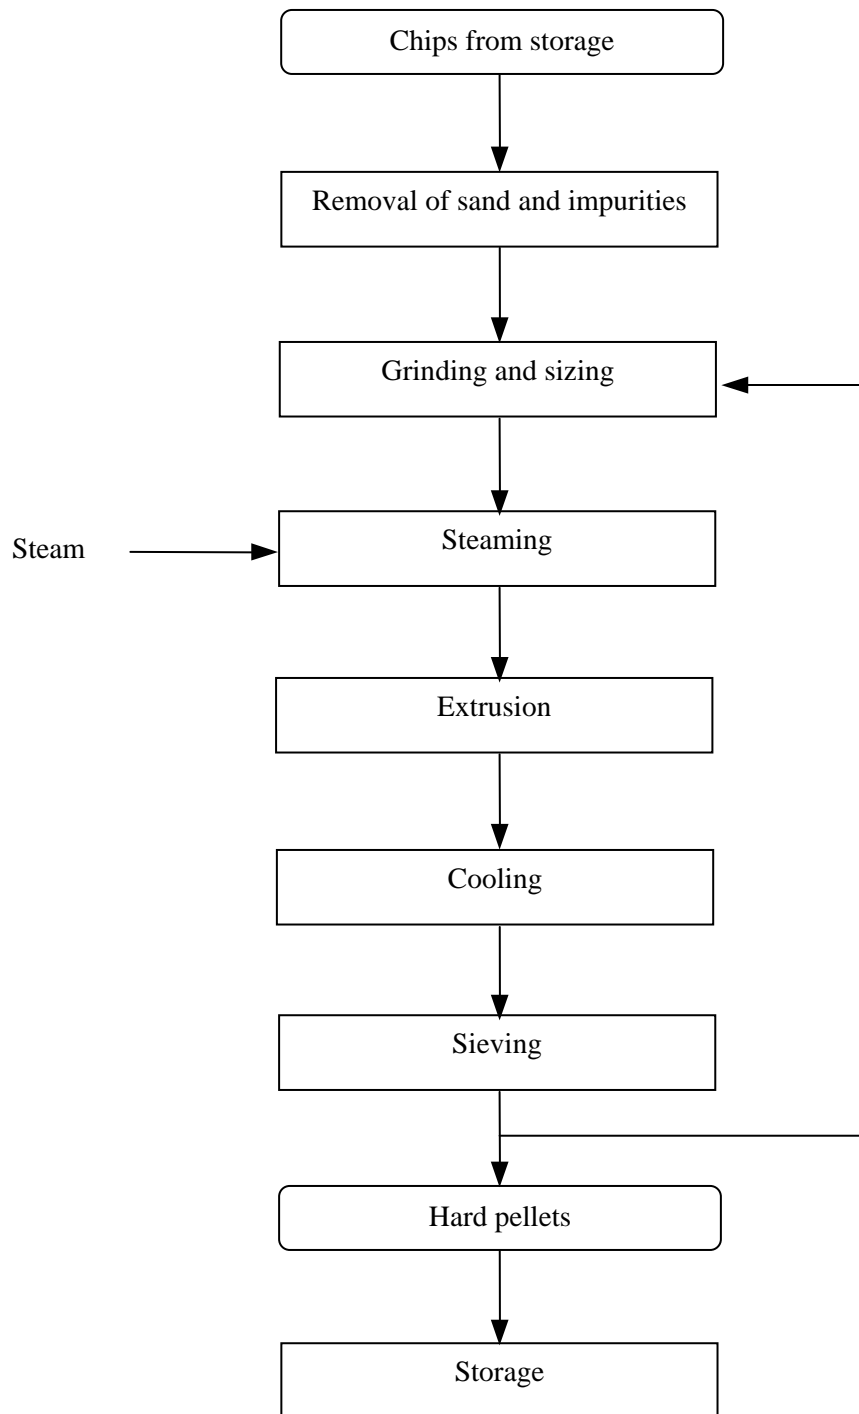 Chips from storage
Removal of sand and impurities
Grinding and sizing
Steam
Steaming
Extrusion
Cooling
Sieving
Hard pellets
Storage